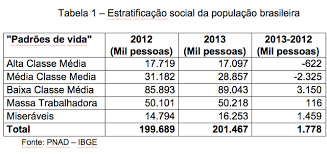 Tabela 1 – Estratificação social da população brasileira
"Padrões de vida" 2012 (Mil pessoas) 2013 (Mil pessoas) 2013-2012 (Mil pessoas)
Alta Classe Média 17.719 17.097 -622
Média Classe Media 31.182 28.857 -2.325
Baixa Classe Média 85.893 89.043 3.150
Massa Trabalhadora 50.101 50.218 116
Miseráveis 14.794 16.253 1.459
Total 199.689 201.467 1.778
Fonte: PNAD – IBGE